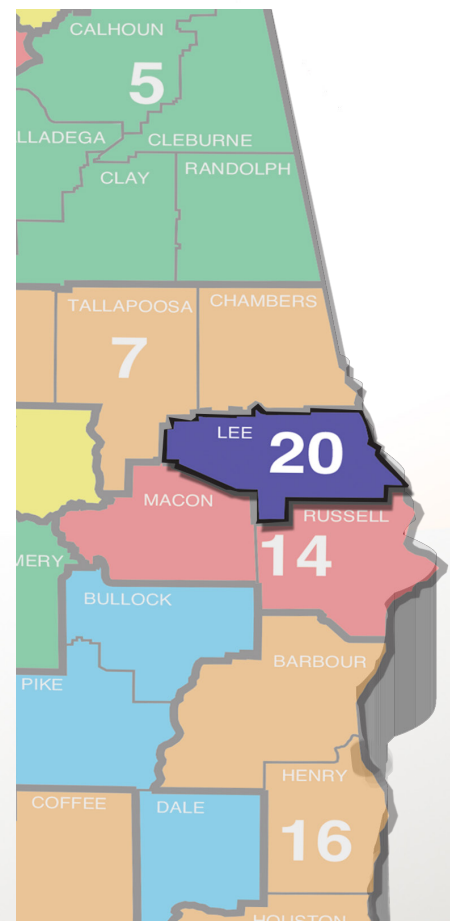 CALHOUN
5
LLADEGA
CLEBURNE
CLAY
RANDOLPH
TALLAPOOSA
CHAMBERS
7
LEE
20
MACON
RUSSELL
14
MERY
BULLOCK
BARBOUR
PIKE
HENRY
COFFEE
DALE
16
HOUSTON